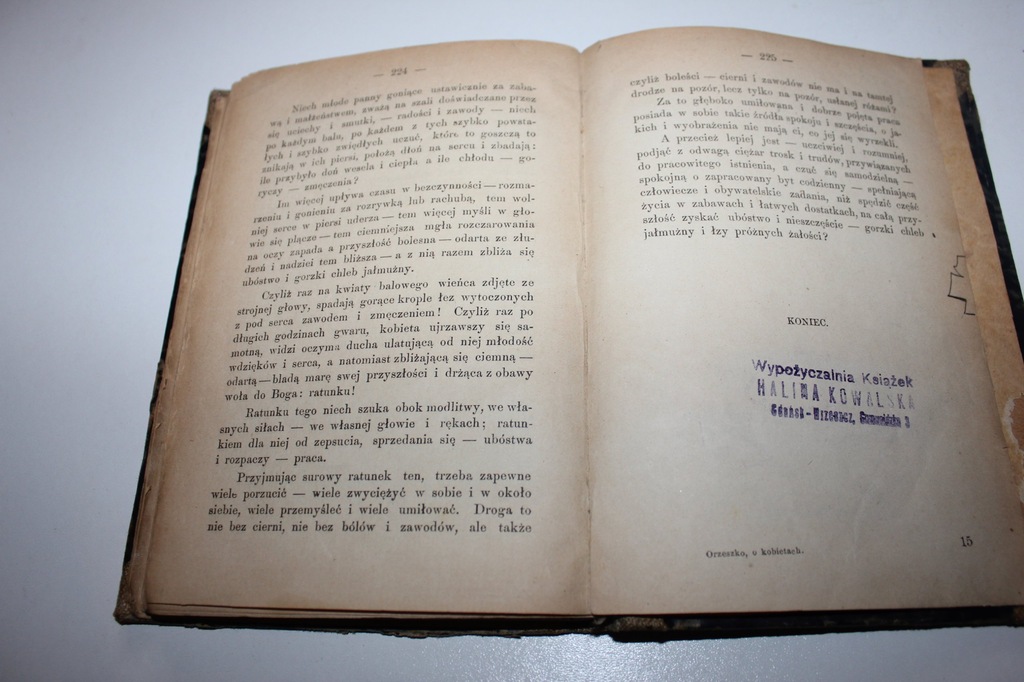 — 224 —
Niech młode panny goniące ustawicznie za zaba-
wą i małżeństwem, zważą na szali doświadczane przez
się uciechy i smutki, — radości i zawody — niech
po każdym balu, po każdem z tych szybko powsta-
łych i szybko zwiędłych uczuć, które to goszczą to
znikają w ich piersi, położą dłoń na sercu i zbadają:
ile przybyło doń wesela i ciepła a ile chłodu — go-
ryczy — zmęczenia?
Im więcej upływa czasu w bezczynności — rozma-
rzeniu i gonieniu za rozrywką lub rachubą, tem wol-
niej serce w piersi uderza — tem więcej myśli w gło-
wie się plącze — tem ciemniejsza mgła rozczarowania
na oczy zapada a przyszłość bolesna — odarta ze złu-
dzeń i nadziei tem bliższa — a z nią razem zbliża się
ubóstwo i gorzki chleb jałmużny.
Czyliż raz na kwiaty balowego wieńca zdjęte ze
strojnej głowy, spadają gorące krople łez wytoczonych
z pod serca zawodem i zmęczeniem! Czyliż raz po
długich godzinach gwaru, kobieta ujrzawszy się sa-
motną, widzi oczyma ducha ulatującą od niej młodość
wdzięków i serca, a natomiast zbliżającą się ciemną —
odartą — bladą marę swej przyszłości i drżąca z obawy
woła do Boga: ratunku!
Ratunku tego niech szuka obok modlitwy, we wła-
snych siłach — we własnej głowie i rękach; ratun-
kiem dla niej od zepsucia, sprzedania się — ubóstwa
i rozpaczy — praca.
Przyjmując surowy ratunek ten, trzeba zapewne
wiele porzucić — wiele zwyciężyć w sobie i w około
siebie, wiele przemyśleć i wiele umiłować. Droga to
nie bez cierni, nie bez bólów i zawodów, ale także
— 225 —
czyliż boleści — cierni i zawodów nie ma i na tamtej
drodze na pozór, lecz tylko na pozór, usłanej różami?
Za to głęboko umiłowana i dobrze pojęta praca
posiada w sobie takie źródła spokoju i szczęścia, o ja-
kich i wyobrażenia nie mają ci, co jej się wyrzekli.
A przecież lepiej jest — uczciwiej i rozumniej,
podjąć z odwagą ciężar trosk i trudów, przywiązanych
do pracowitego istnienia, a czuć się samodzielną —
spokojną o zapracowany byt codzienny — spełniającą
człowiecze i obywatelskie zadania, niż spędzić część
życia w zabawach i łatwych dostatkach, na całą przy-
szłość zyskać ubóstwo i nieszczęście — gorzki chleb
jałmużny i łzy próżnych żałości?
KONIEC.
Wypożyczalnia Książek
HALINA KOWALSKA
Gdańsk-Wrzeszcz, Grunwaldzka 3
Orzeszko, o kobietach.
15